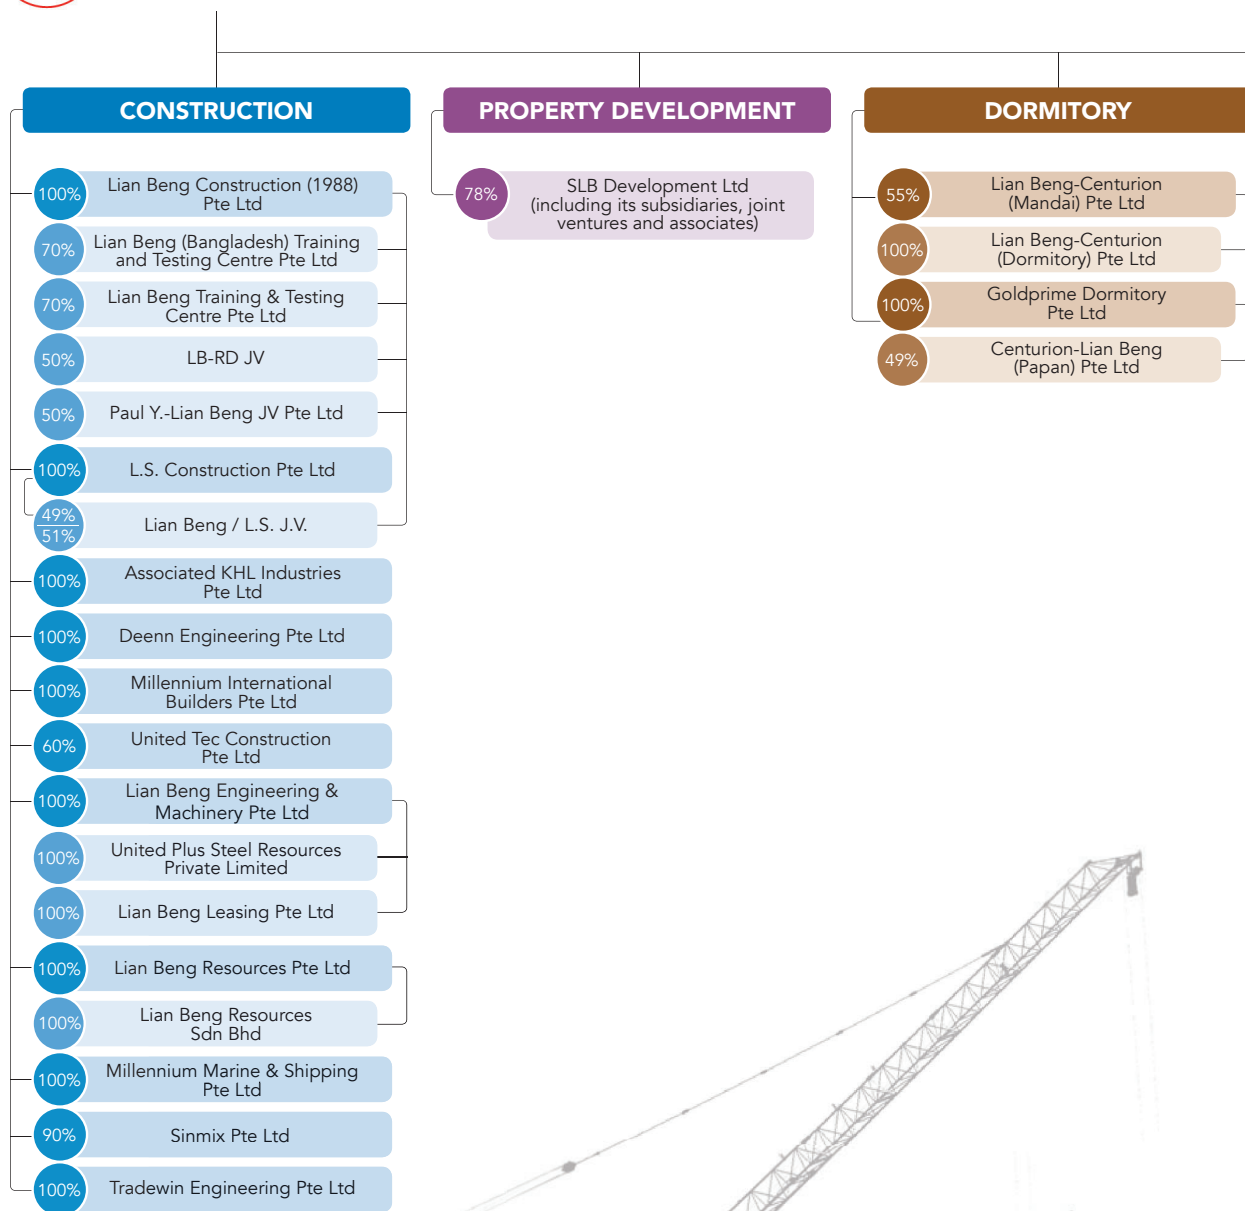 CONSTRUCTION
100%
Lian Beng Construction (1988)
Pte Ltd
70%
Lian Beng (Bangladesh) Training
and Testing Centre Pte Ltd
70%
Lian Beng Training & Testing
Centre Pte Ltd
50%
LB-RD JV
50%
Paul Y.-Lian Beng JV Pte Ltd
100%
L.S. Construction Pte Ltd
49%
51%
Lian Beng / L.S. J.V.
100%
Associated KHL Industries
Pte Ltd
100%
Deenn Engineering Pte Ltd
100%
Millennium International
Builders Pte Ltd
60%
United Tec Construction
Pte Ltd
100%
Lian Beng Engineering &
Machinery Pte Ltd
100%
United Plus Steel Resources
Private Limited
100%
Lian Beng Leasing Pte Ltd
100%
Lian Beng Resources Pte Ltd
100%
Lian Beng Resources
Sdn Bhd
100%
Millennium Marine & Shipping
Pte Ltd
90%
Sinmix Pte Ltd
100%
Tradewin Engineering Pte Ltd
PROPERTY DEVELOPMENT
78%
SLB Development Ltd
(including its subsidiaries, joint
ventures and associates)
DORMITORY
55%
Lian Beng-Centurion
(Mandai) Pte Ltd
100%
Lian Beng-Centurion
(Dormitory) Pte Ltd
100%
Goldprime Dormitory
Pte Ltd
49%
Centurion-Lian Beng
(Papan) Pte Ltd